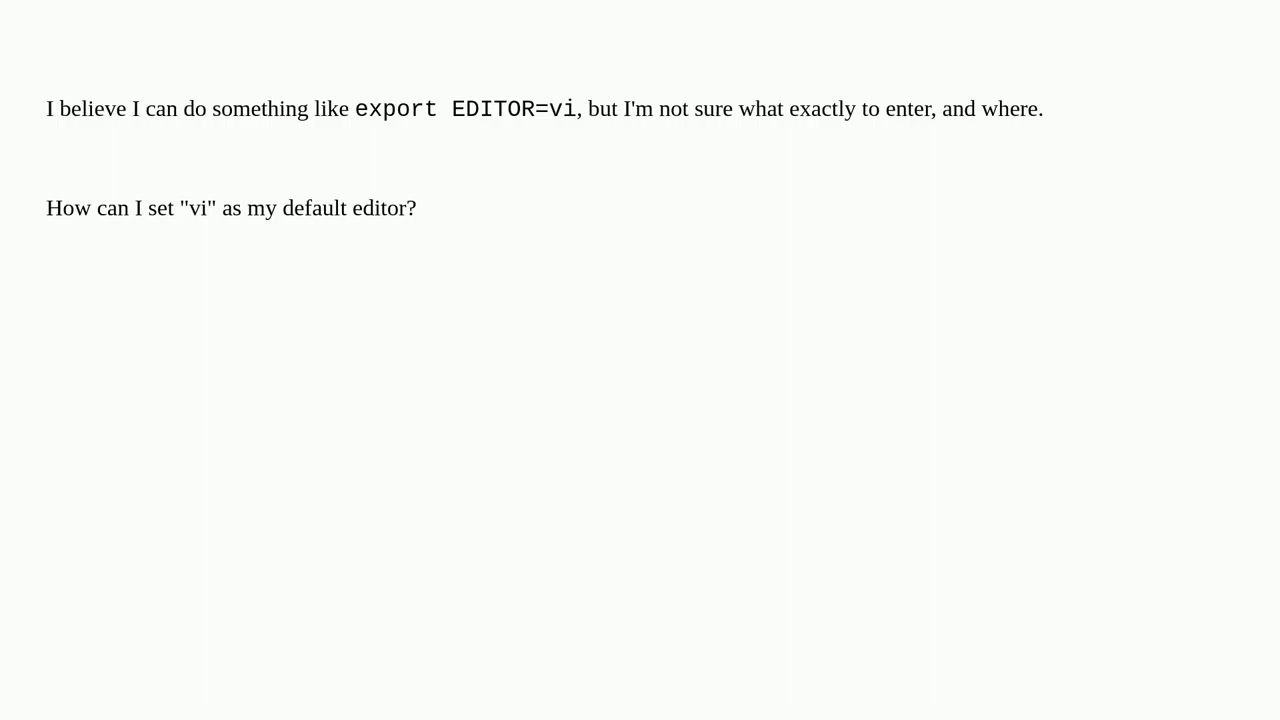 I believe I can do something like export EDITOR=vi, but I'm not sure what exactly to enter, and where.
How can I set "vi" as my default editor?